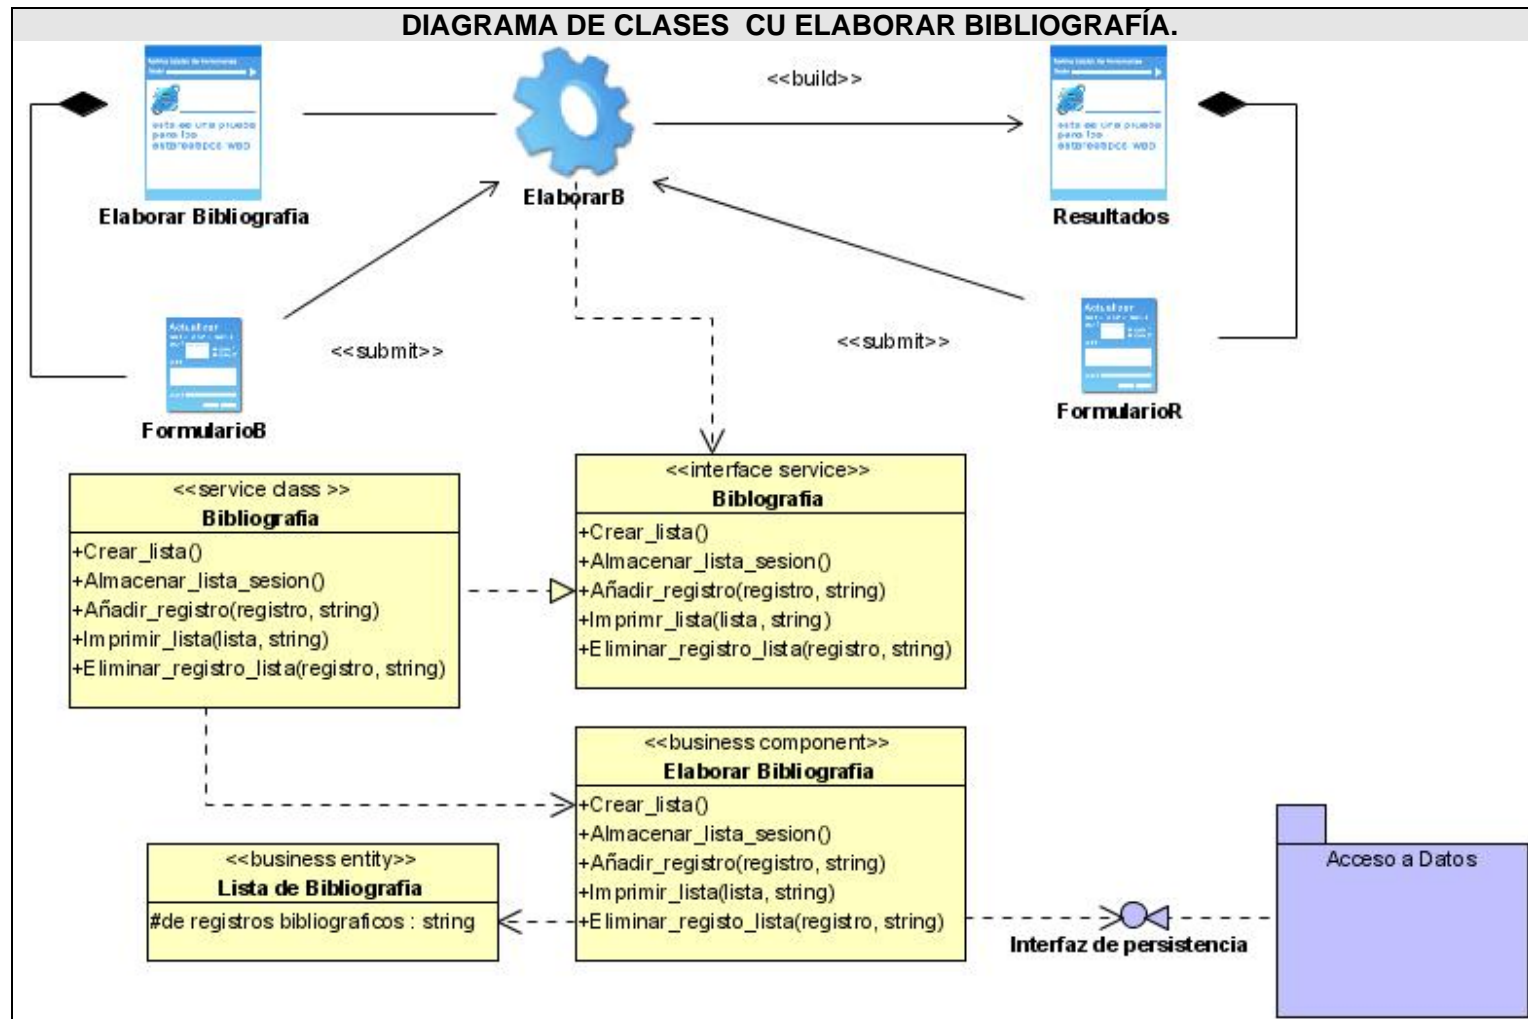 DIAGRAMA DE CLASES CU ELABORAR BIBLIOGRAFÍA.
<<build>>
Elaborar Bibliografia
ElaborarB
Resultados
Actualizar
<<submit>>
<<submit>>
Actualizar
FormularioB
FormularioR
<<service class >>
Bibliografia
+Crear_lista()
+Almacenar_lista_sesion()
+Añadir_registro(registro, string)
+Imprimir_lista(lista, string)
+Eliminar_registro_lista(registro, string)
<<interface service>>
Biblografia
+Crear_lista()
+Almacenar_lista_sesion()
+Añadir_registro(registro, string)
+Imprimr_lista(lista, string)
+Eliminar_registro_lista(registro, string)
<<business component>>
Elaborar Bibliografia
+Crear_lista()
+Almacenar_lista_sesion()
+Añadir_registro(registro, string)
+Imprimir_lista(lista, string)
+Eliminar_registo_lista(registro, string)
<<business entity>>
Lista de Bibliografia
#de registros bibliograficos : string
Interfaz de persistencia
Acceso a Datos